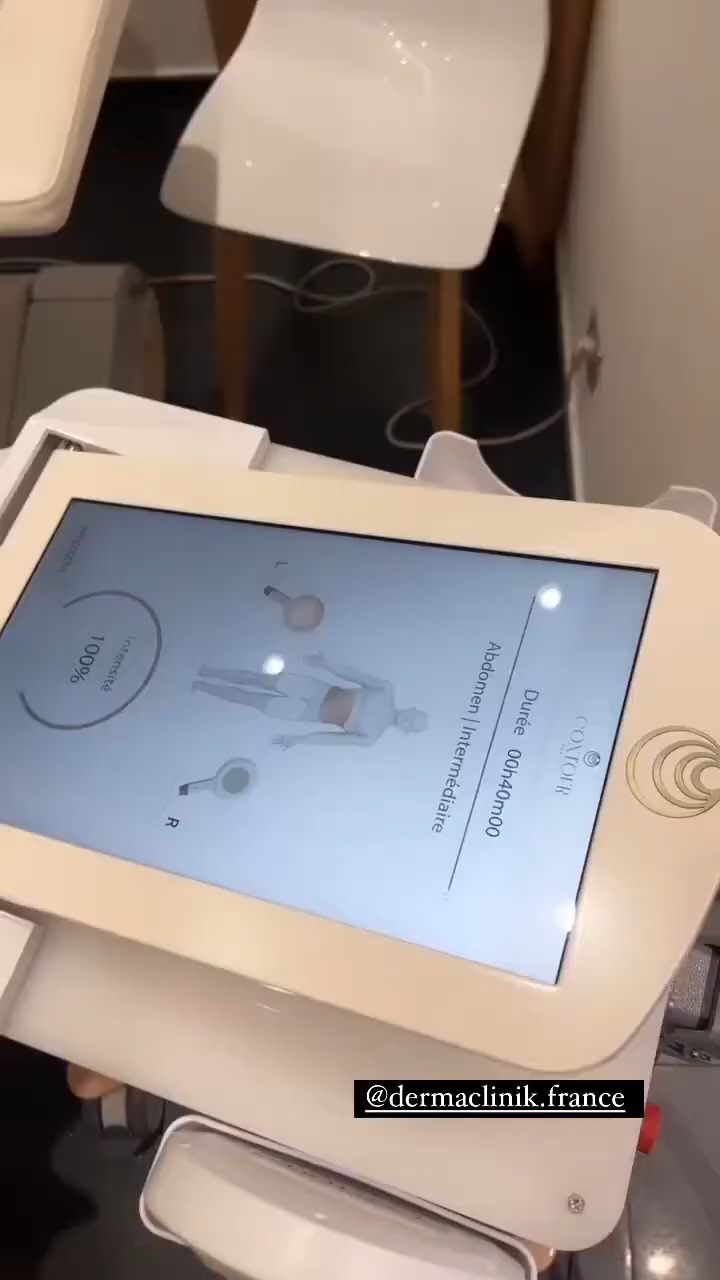 CONTOUR
Durée 00h40m00
Abdomen | Intermédiaire
L
R
Intensité
100%
@dermaclinik.france